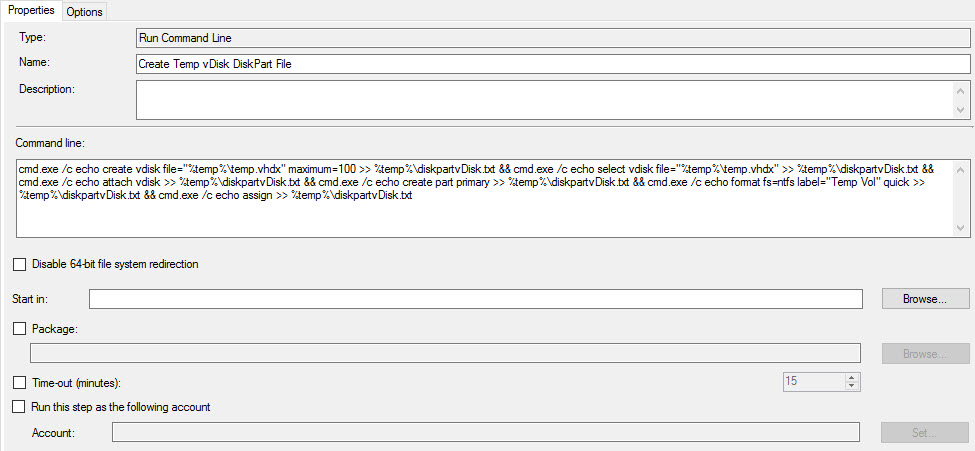 Properties
Options
Type:
Run Command Line
Name:
Create Temp vDisk DiskPart File
Description:
Command line:
cmd.exe /c echo create vdisk file="%temp%\temp.vhdx" maximum=100 >> %temp%\diskpartvDisk.txt && cmd.exe /c echo select vdisk file="%temp%\temp.vhdx" >> %temp%\diskpartvDisk.txt &&
cmd.exe /c echo attach vdisk >> %temp%\diskpartvDisk.txt && cmd.exe /c echo create part primary >> %temp%\diskpartvDisk.txt && cmd.exe /c echo format fs=ntfs label="Temp Vol" quick >>
%temp%\diskpartvDisk.txt && cmd.exe /c echo assign >> %temp%\diskpartvDisk.txt
Disable 64-bit file system redirection
Start in:
Browse...
Package:
Browse...
Time-out (minutes):
15
Run this step as the following account
Account:
Set...